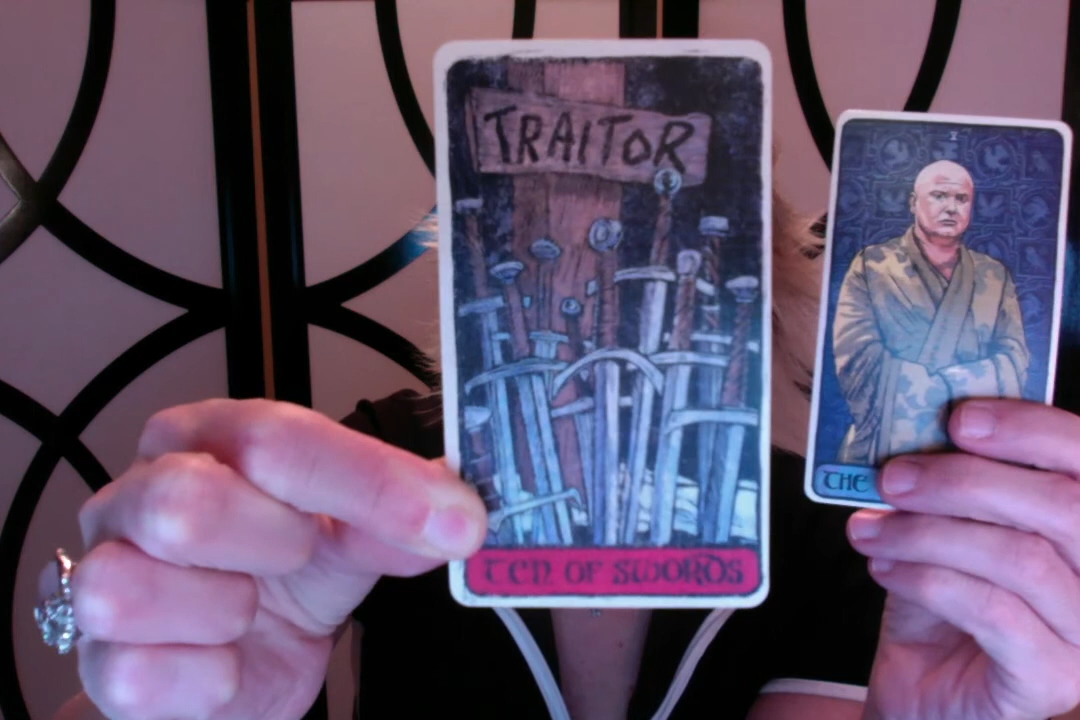 TRAITOR
TEN OF SWORDS
I
THE